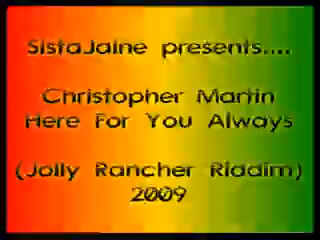 SistaJaine presents....
Christopher Martin
Here For You Always
(Jolly Rancher Riddim)
2009